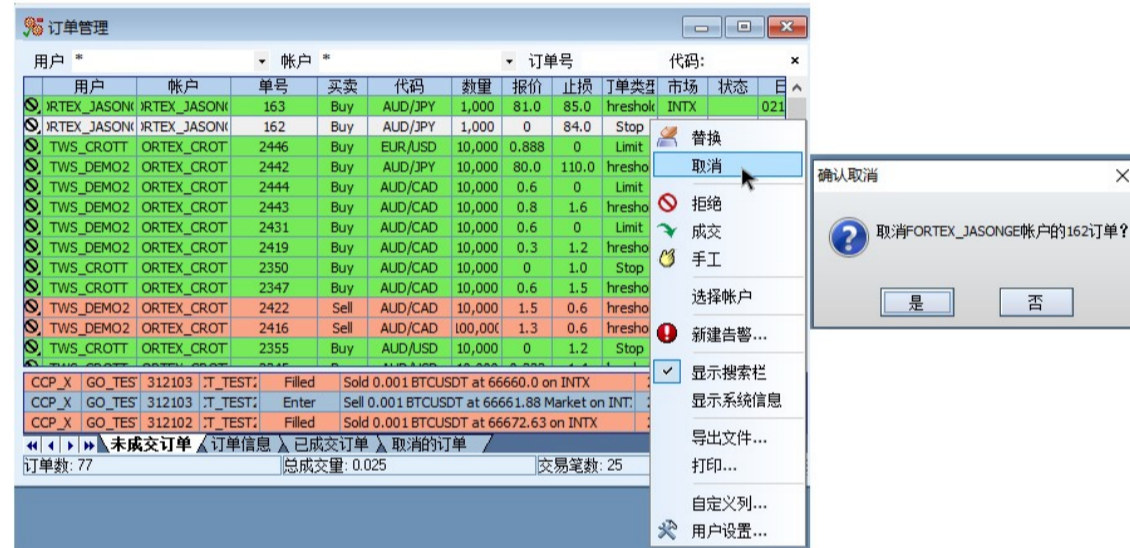 订单管理
用户 * 帐户 * 订单号 代码: ×
用户 帐户 单号 买卖 代码 数量 报价 止损 订单类型 市场 状态
RTEX_JASON RTEX_JASON 163 Buy AUD/JPY 1,000 81.0 85.0 hreshold INTX 021
RTEX_JASON RTEX_JASON 162 Buy AUD/JPY 1,000 0 84.0 Stop
TWS_CROTT ORTEX_CROT 2446 Buy EUR/USD 10,000 0.888 0 Limit
TWS_DEMO2 ORTEX_CROT 2442 Buy AUD/JPY 10,000 80.0 110.0 hresho
TWS_DEMO2 ORTEX_CROT 2444 Buy AUD/CAD 10,000 0.6 0 Limit
TWS_DEMO2 ORTEX_CROT 2443 Buy AUD/CAD 10,000 0.8 1.6 hresho
TWS_DEMO2 ORTEX_CROT 2431 Buy AUD/CAD 10,000 0.6 0 Limit
TWS_DEMO2 ORTEX_CROT 2419 Buy AUD/CAD 10,000 0.3 1.2 hresho
TWS_CROTT ORTEX_CROT 2350 Buy AUD/CAD 10,000 0 1.0 Stop
TWS_CROTT ORTEX_CROT 2347 Buy AUD/CAD 10,000 0.6 1.5 hresho
TWS_DEMO2 ORTEX_CROT 2422 Sell AUD/CAD 10,000 1.5 0.6 hresho
TWS_DEMO2 ORTEX_CROT 2416 Sell AUD/CAD 100,000 1.3 0.6 hresho
TWS_CROTT ORTEX_CROT 2355 Buy AUD/USD 10,000 0 1.2 Stop
CCP_X GO_TES 312103 T_TEST Filled Sold 0.001 BTCUSDT at 66660.0 on INTX
CCP_X GO_TES 312103 T_TEST Enter Sell 0.001 BTCUSDT at 66661.88 Market on INT
CCP_X GO_TES 312102 T_TEST Filled Sold 0.001 BTCUSDT at 66672.63 on INTX
未成交订单 订单信息 已成交订单 取消的订单
订单数: 77 总成交量: 0.025 交易笔数: 25
替换
取消
拒绝
成交
手工
选择帐户
新建告警...
显示搜索栏
显示系统信息
导出文件...
打印...
自定义列...
用户设置...
确认取消
取消FORTEX_JASONGE帐户的162订单?
是 否